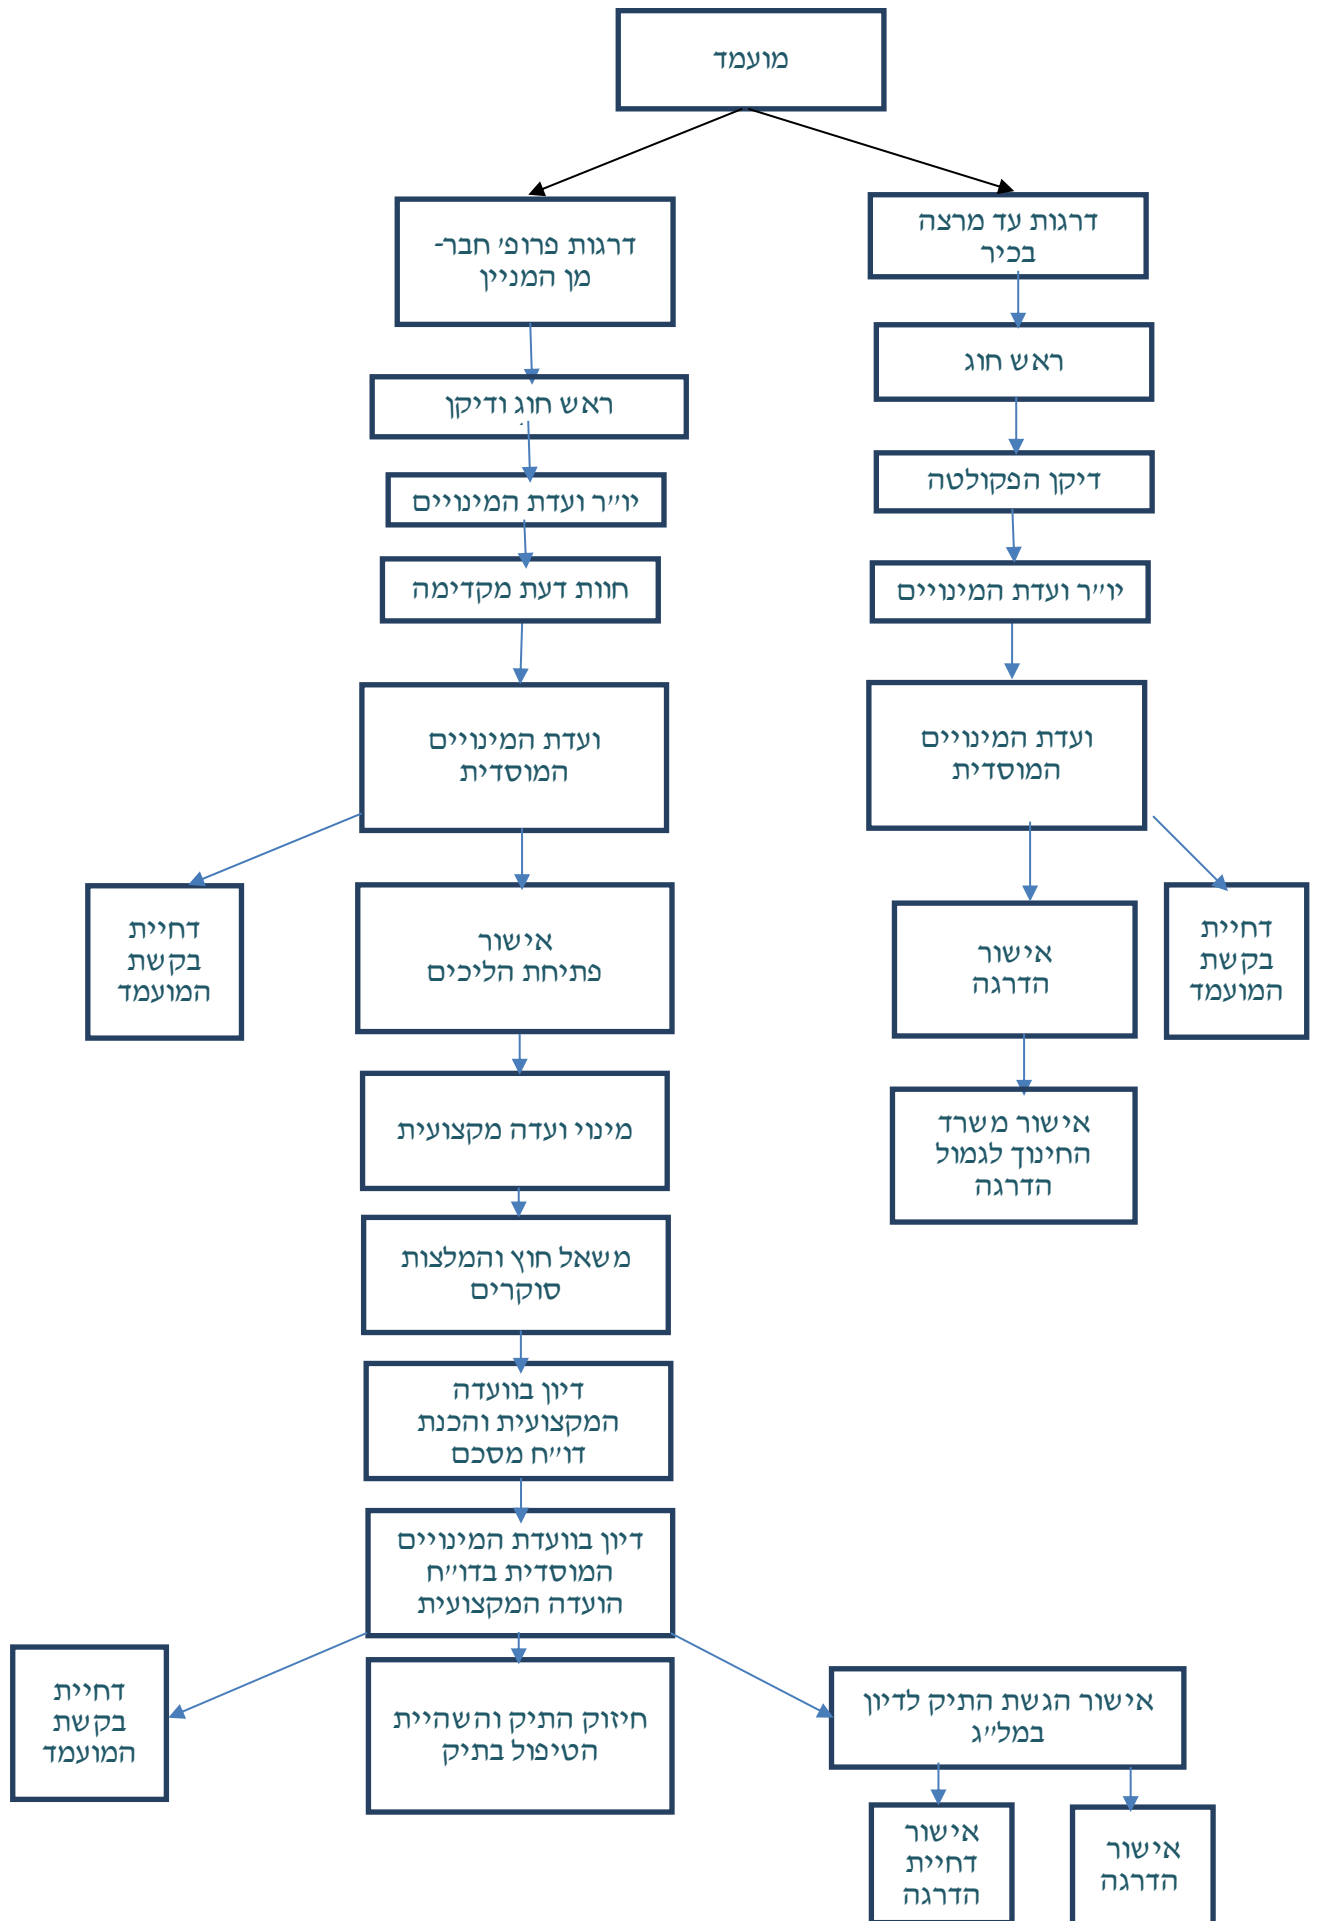 מועמד
דרגות עד מרצה
בכיר
ראש חוג
דיקן הפקולטה
יו״ר ועדת המינויים
ועדת המינויים
המוסדית
דחיית
בקשת
המועמד
אישור
הדרגה
אישור משרד
החינוך לגמול
הדרגה
דרגות פרופ׳ חבר-
מן המניין
ראש חוג ודיקן
יו״ר ועדת המינויים
חוות דעת מקדימה
ועדת המינויים
המוסדית
אישור
פתיחת הליכים
דחיית
בקשת
המועמד
מינוי ועדה מקצועית
משאל חוץ והמלצות
סוקרים
דיון בוועדה
המקצועית והכנת
דו״ח מסכם
דיון בוועדת המינויים
המוסדית בדו״ח
הועדה המקצועית
אישור הגשת התיק לדיון
במל״ג
חיזוק התיק והשהיית
הטיפול בתיק
דחיית
בקשת
המועמד
אישור
הדרגה
אישור
דחיית
הדרגה